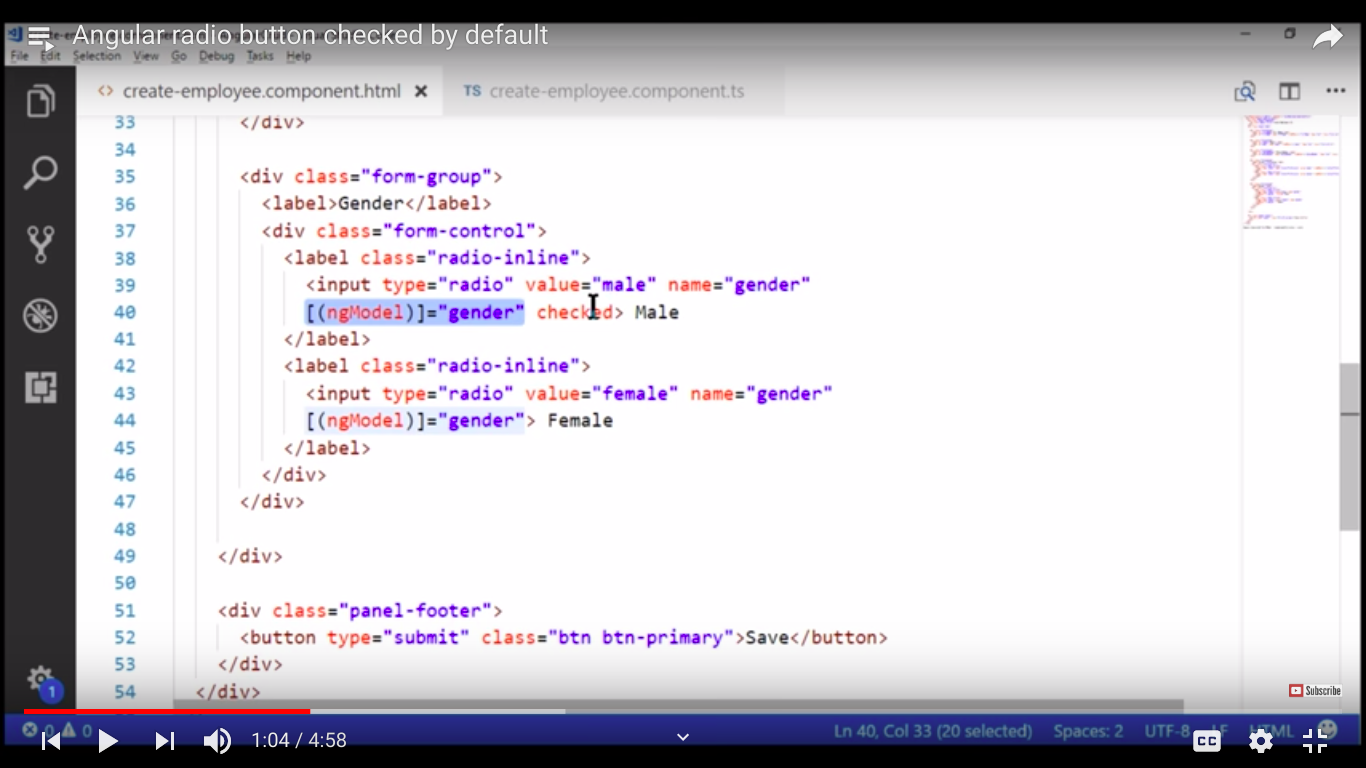 Angular radio button checked by default
File Edit Selection View Go Debug Tasks Help
<> create-employee.component.html × TS create-employee.component.ts
33 </div>
34
35 <div class="form-group">
36 <label>Gender</label>
37 <div class="form-control">
38 <label class="radio-inline">
39 <input type="radio" value="male" name="gender"
40 [(ngModel)]="gender" checked> Male
41 </label>
42 <label class="radio-inline">
43 <input type="radio" value="female" name="gender"
44 [(ngModel)]="gender"> Female
45 </label>
46 </div>
47 </div>
48
49 </div>
50
51 <div class="panel-footer">
52 <button type="submit" class="btn btn-primary">Save</button>
53 </div>
54 </div>
1
Subscribe
0 0 Ln 40, Col 33 (20 selected) Spaces: 2 UTF-8 LF HTML
1:04 / 4:58 CC